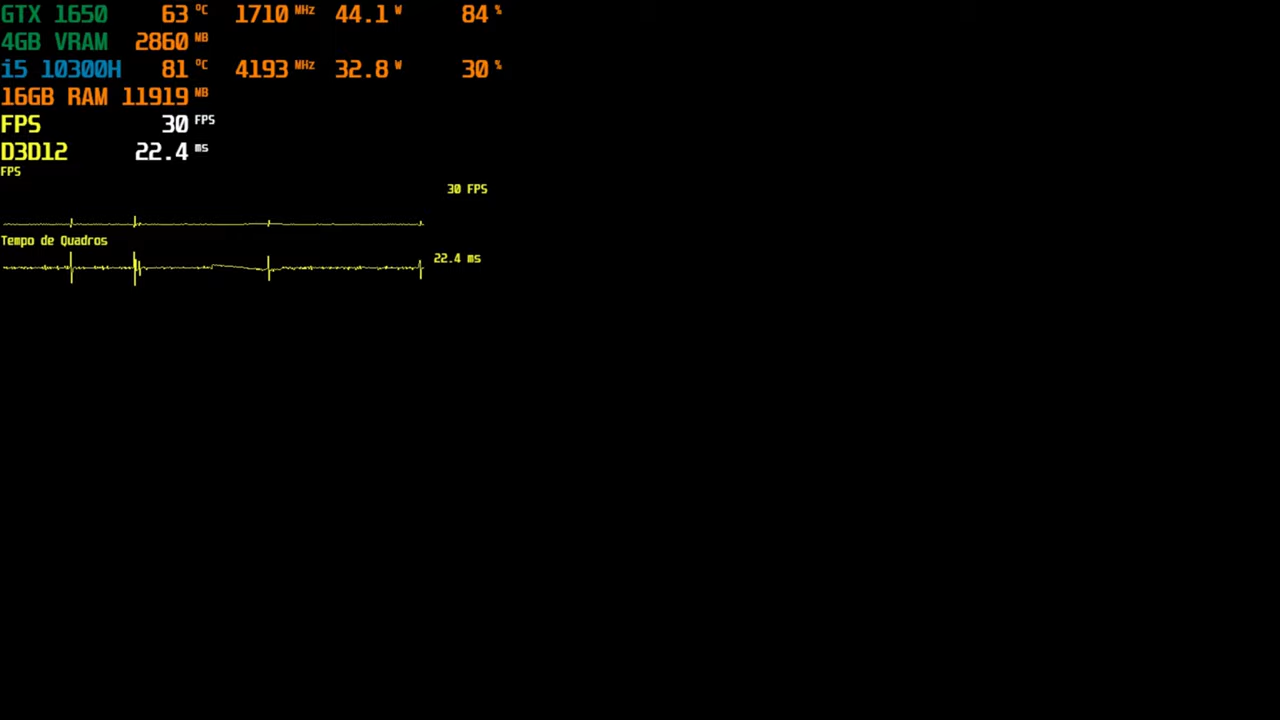 GTX 1650 63 °C 1710 MHz 44.1 W 84 %
4GB VRAM 2860 MB
i5 10300H 81 °C 4193 MHz 32.8 W 30 %
16GB RAM 11919 MB
FPS 30 FPS
D3D12 22.4 ms
FPS
30 FPS
Tempo de Quadros
22.4 ms